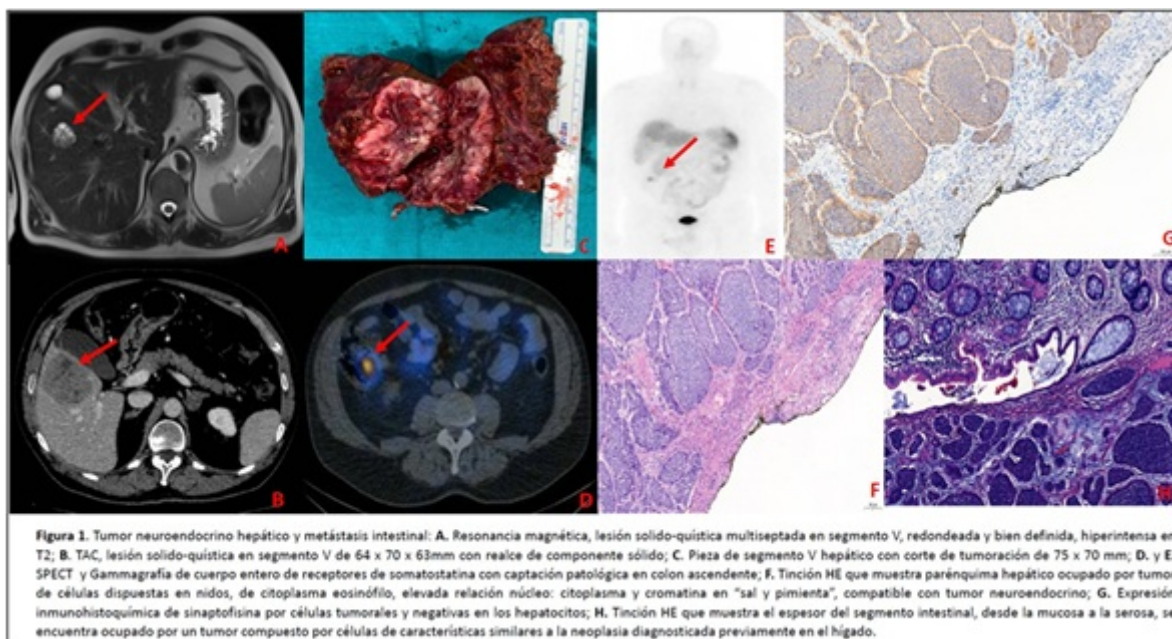 A
C
E
G
B
D
F
H
Figura 1. Tumor neuroendocrino hepático y metástasis intestinal: A. Resonancia magnética, lesión solido-quística multiseptada en segmento V, redondeada y bien definida, hiperintensa en
T2; B. TAC, lesión solido-quística en segmento V de 64 x 70 x 63mm con realce de componente sólido; C. Pieza de segmento V hepático con corte de tumoración de 75 x 70 mm; D. y E.
SPECT y Gammagrafía de cuerpo entero de receptores de somatostatina con captación patológica en colon ascendente; F. Tinción HE que muestra parénquima hepático ocupado por tumor
de células dispuestas en nidos, de citoplasma eosinófilo, elevada relación núcleo: citoplasma y cromatina en "sal y pimienta", compatible con tumor neuroendocrino; G. Expresión
inmunohistoquímica de sinaptofisina por células tumorales y negativas en los hepatocitos; H. Tinción HE que muestra el espesor del segmento intestinal, desde la mucosa a la serosa, se
encuentra ocupado por un tumor compuesto por células de características similares a la neoplasia diagnosticada previamente en el hígado.